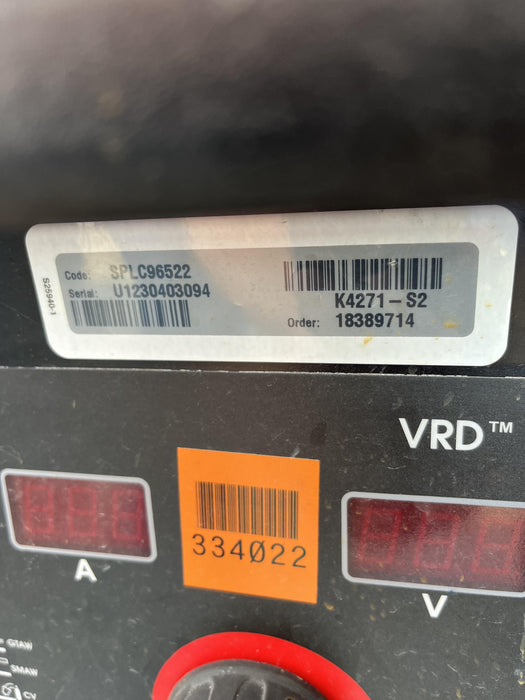 S25940-1
Code: SPLC96522
Serial: U1230403094
K4271-S2
Order: 18389714
VRD™
334022
A
V
GTAW
SMAW
CV